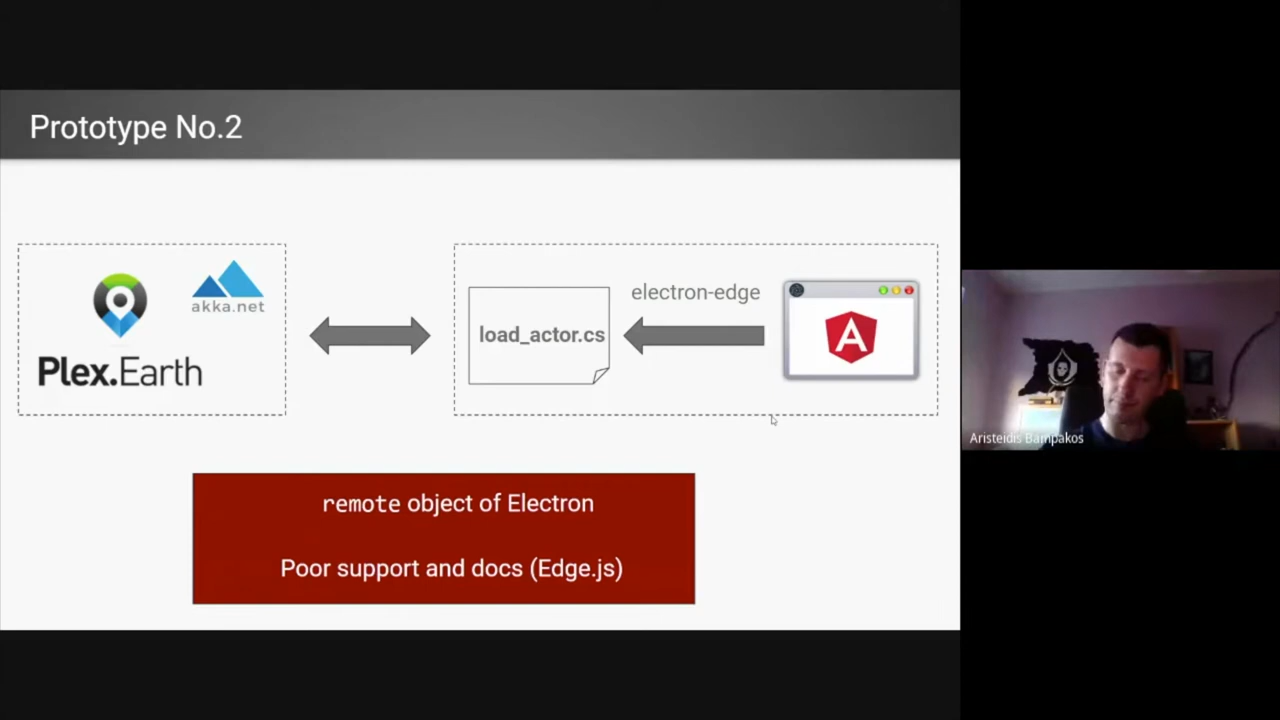 Prototype No.2
akka.net
Plex.Earth
load_actor.cs
electron-edge
remote object of Electron
Poor support and docs (Edge.js)
Aristeidis Bampakos